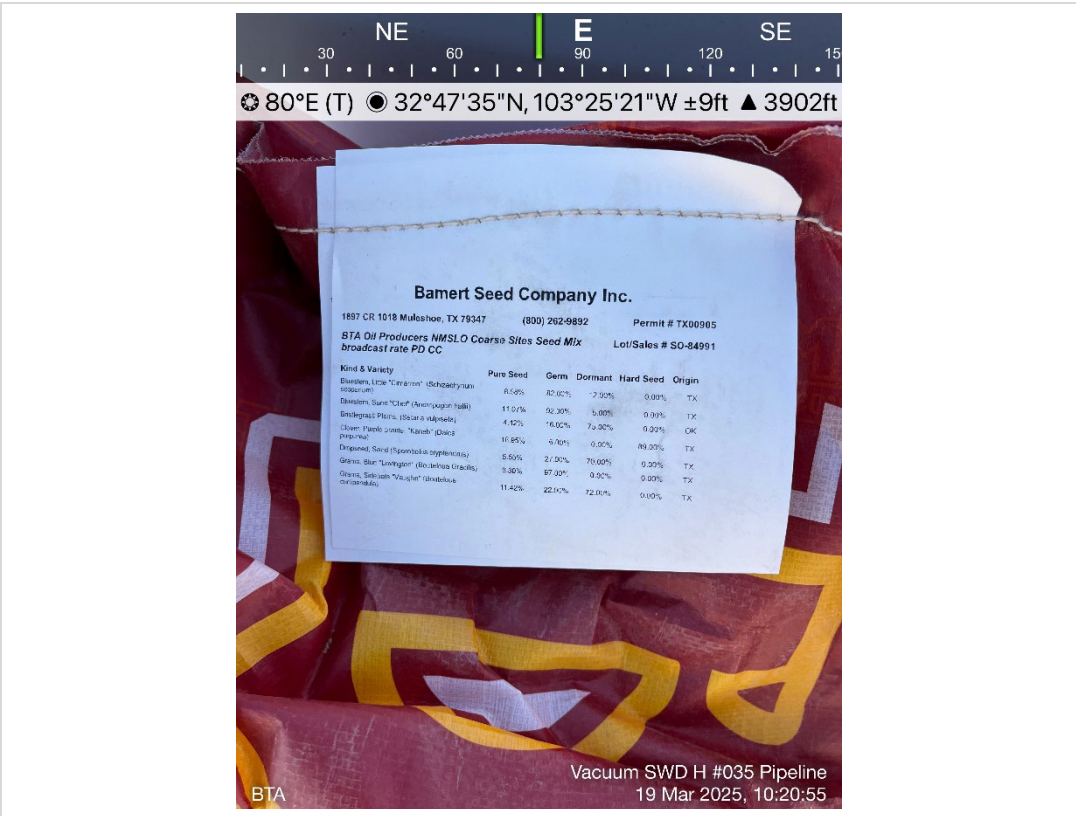 NE E SE
30 60 90 120 15
80°E (T) 32°47'35"N, 103°25'21"W ±9ft ▲ 3902ft
Bamert Seed Company Inc.
1897 CR 1018 Muleshoe, TX 79347 (800) 262-9892 Permit # TX00905
BTA Oil Producers NMSLO Coarse Sites Seed Mix
broadcast rate PD CC Lot/Sales # SO-84991
Kind & Variety Pure Seed Germ Dormant Hard Seed Origin
Bluestem, Little "Cimarron" (Schizachyrium
scoparium) 8.58% 82.00% 0.00% TX
Bluestem, Sand "Chet" (Andropogon hallii) 11.07% 92.00% 5.00% 0.00% TX
Bristlegrass Plains, (Setaria vulpiseta) 4.12% 16.00% 0.00% OK
Clover, Purple prairie, "Kaneb" (Dalea
purpurea) 16.95% 0.00% 89.00% TX
Dropseed, Sand (Sporobolus cryptandrus) 5.55% 27.00% 70.00% 0.00% TX
Grama, Blue "Lovington" (Bouteloua Gracilis) 97.00% 0.00% 0.00% TX
Grama, Sideoats "Vaughn" (Bouteloua
curtipendula) 11.42% 22.00% 72.00% 0.00% TX
Vacuum SWD H #035 Pipeline
BTA 19 Mar 2025, 10:20:55